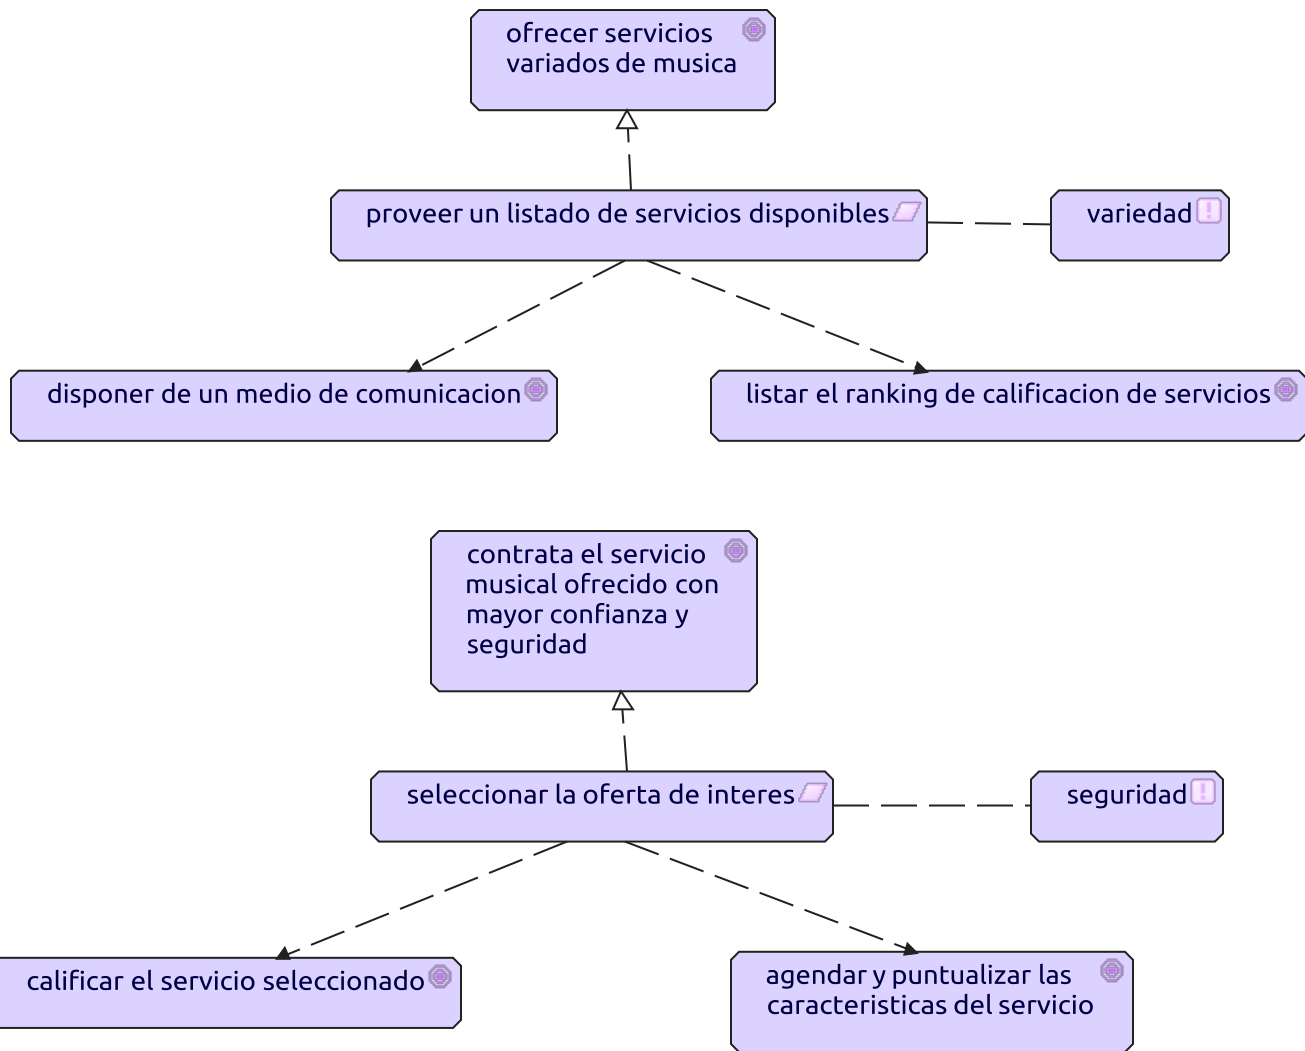 ofrecer servicios
variados de musica
proveer un listado de servicios disponibles
variedad
disponer de un medio de comunicacion
listar el ranking de calificacion de servicios
contrata el servicio
musical ofrecido con
mayor confianza y
seguridad
seleccionar la oferta de interes
seguridad
calificar el servicio seleccionado
agendar y puntualizar las
caracteristicas del servicio